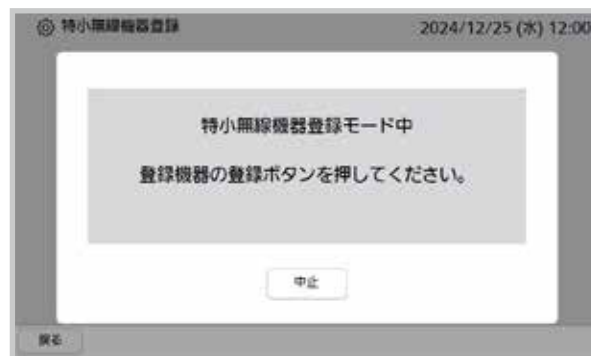 特小無線機器登録
2024/12/25 (水) 12:00
特小無線機器登録モード中
登録機器の登録ボタンを押してください。
中止
戻る